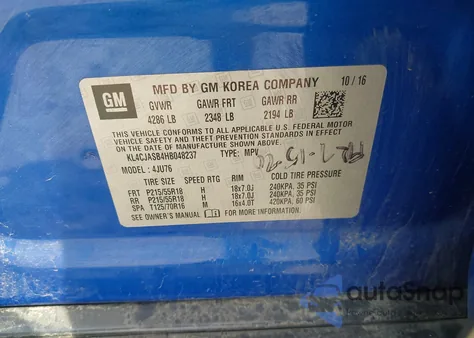 MFD BY GM KOREA COMPANY 10/16
GM
GVWR GAWR FRT GAWR RR
4286 LB 2348 LB 2194 LB
THIS VEHICLE CONFORMS TO ALL APPLICABLE U.S. FEDERAL MOTOR
VEHICLE SAFETY AND THEFT PREVENTION STANDARDS IN EFFECT
ON THE DATE OF MANUFACTURE SHOWN ABOVE.
KL4CJASB4HB048237 TYPE: MPV
MODEL : 4JU76
TIRE SIZE SPEED RTG RIM COLD TIRE PRESSURE
FRT P215/55R18 H 18x7.0J 240KPA, 35 PSI
RR P215/55R18 H 18x7.0J 240KPA, 35 PSI
SPA T125/70R16 M 16x4.0T 420KPA, 60 PSI
SEE OWNER'S MANUAL FOR ADDITIONAL INFORMATION
autoSnap